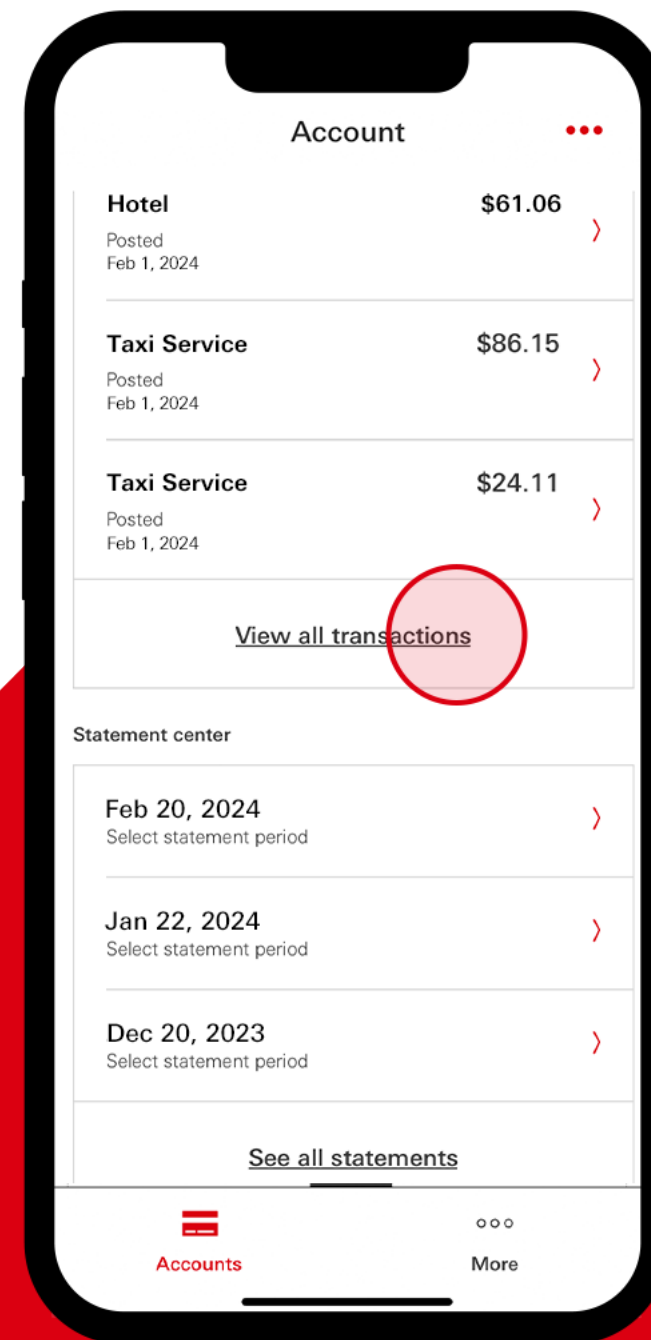 Account
Hotel $61.06
Posted
Feb 1, 2024
Taxi Service $86.15
Posted
Feb 1, 2024
Taxi Service $24.11
Posted
Feb 1, 2024
View all transactions
Statement center
Feb 20, 2024
Select statement period
Jan 22, 2024
Select statement period
Dec 20, 2023
Select statement period
See all statements
Accounts More